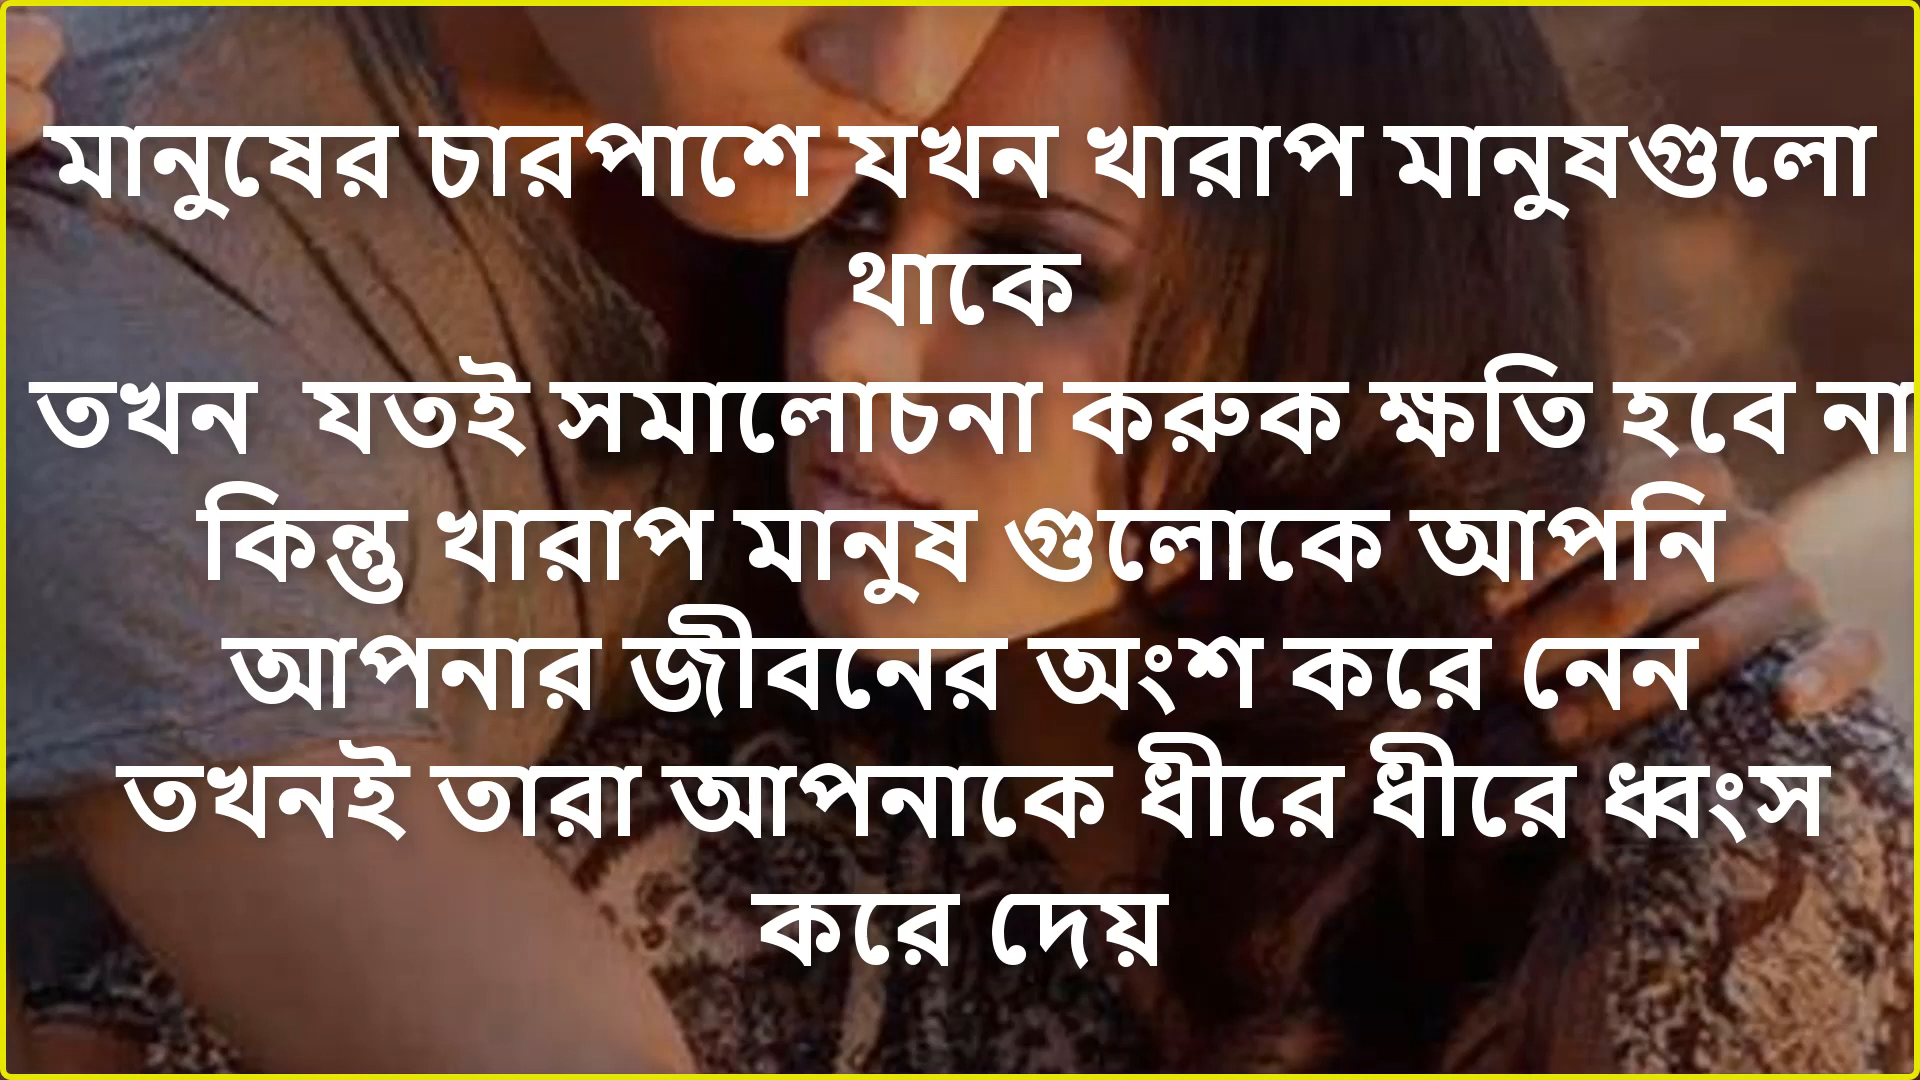 মানুষের চারপাশে যখন খারাপ মানুষগুলো
থাকে
তখন  যতই সমালোচনা করুক ক্ষতি হবে না
কিন্তু খারাপ মানুষ গুলোকে আপনি
আপনার জীবনের অংশ করে নেন
তখনই তারা আপনাকে ধীরে ধীরে ধ্বংস
করে দেয়